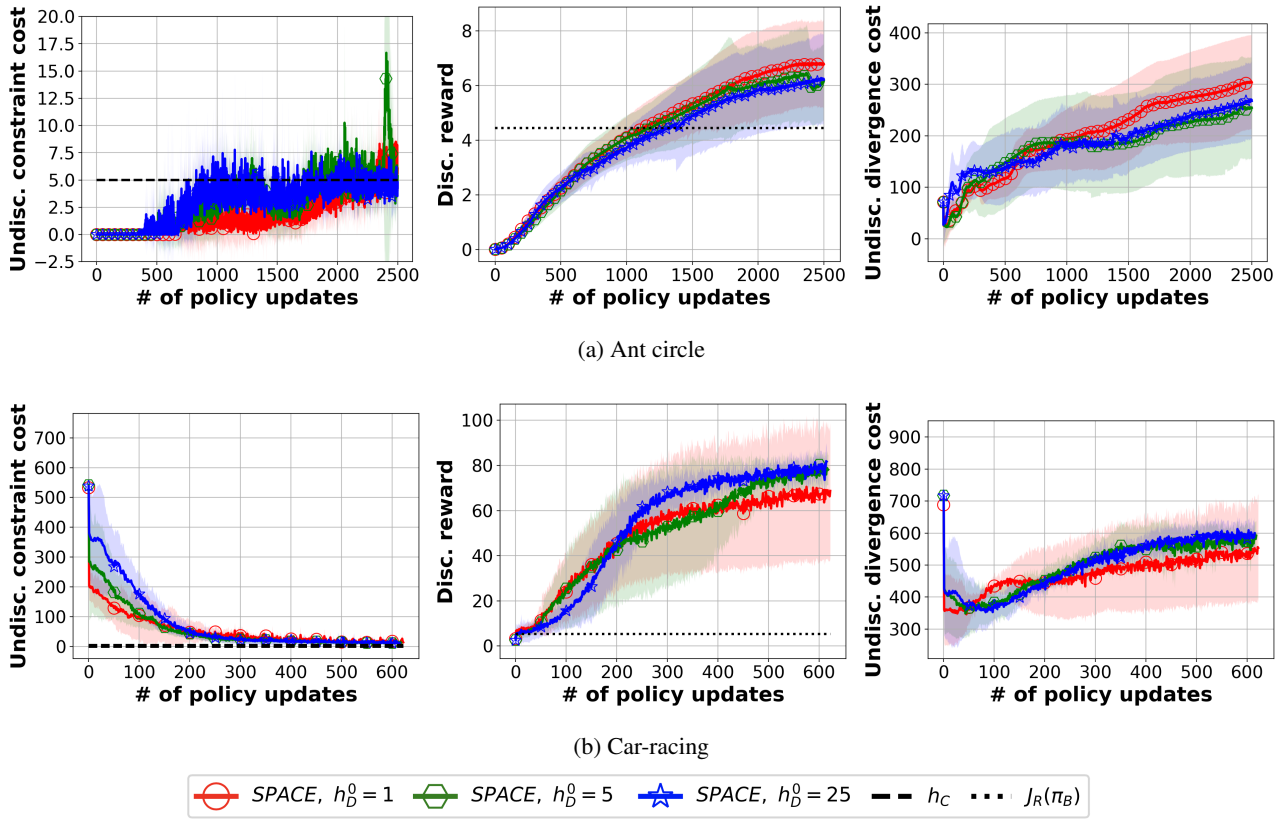 Undisc. constraint cost
20.0
17.5
15.0
12.5
10.0
7.5
5.0
2.5
0.0
−2.5
0 500 1000 1500 2000 2500
# of policy updates
Disc. reward
8
6
4
2
0
0 500 1000 1500 2000 2500
# of policy updates
Undisc. divergence cost
400
300
200
100
0
0 500 1000 1500 2000 2500
# of policy updates
(a) Ant circle
Undisc. constraint cost
700
600
500
400
300
200
100
0
0 100 200 300 400 500 600
# of policy updates
Disc. reward
100
80
60
40
20
0
0 100 200 300 400 500 600
# of policy updates
Undisc. divergence cost
900
800
700
600
500
400
300
0 100 200 300 400 500 600
# of policy updates
(b) Car-racing
SPACE, h_D^0 = 1 SPACE, h_D^0 = 5 SPACE, h_D^0 = 25 h_C J_R(π_B)